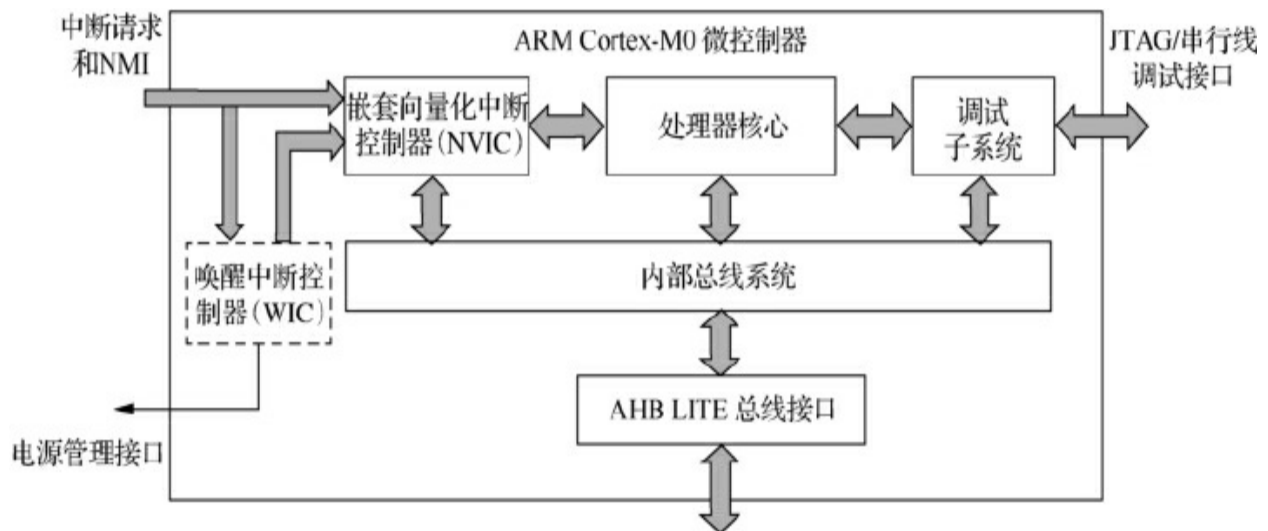 中断请求
和NMI
ARM Cortex-M0 微控制器
JTAG/串行线
调试接口
嵌套向量化中断
控制器(NVIC)
处理器核心
调试
子系统
唤醒中断控
制器(WIC)
内部总线系统
AHB LITE 总线接口
电源管理接口